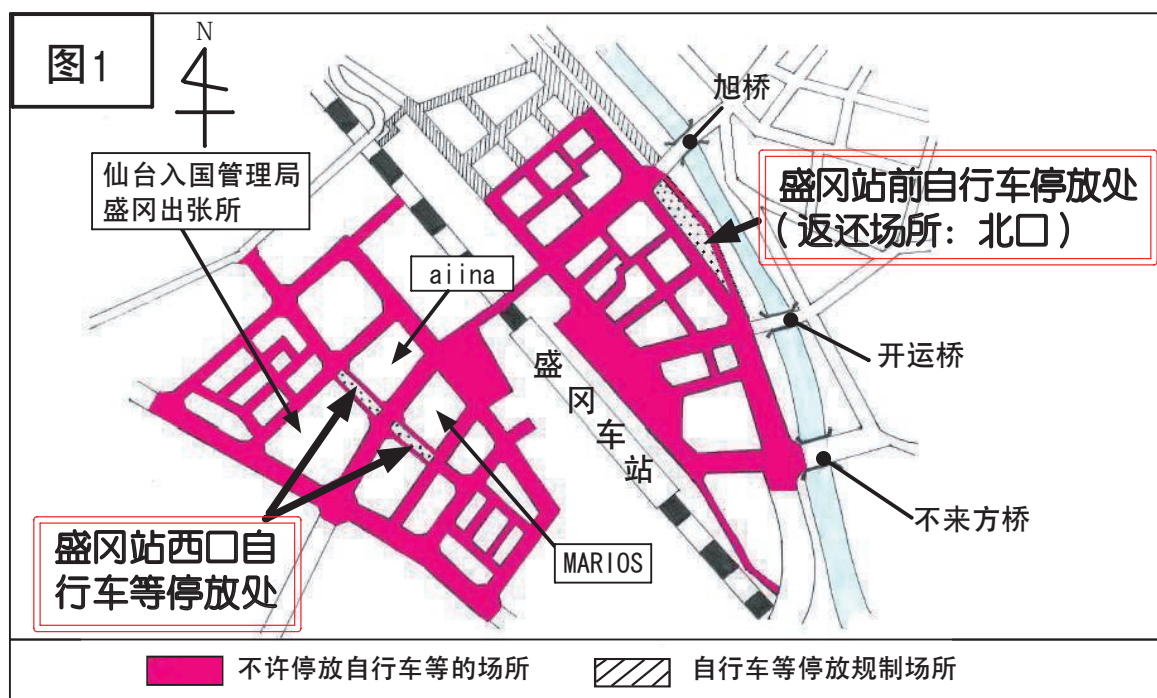 图1
N
旭桥
仙台入国管理局
盛冈出张所
盛冈站前自行车停放处
(返还场所: 北口)
aiina
开运桥
盛冈车站
不来方桥
盛冈站西口自
行车等停放处
MARIOS
不许停放自行车等的场所
自行车等停放规制场所